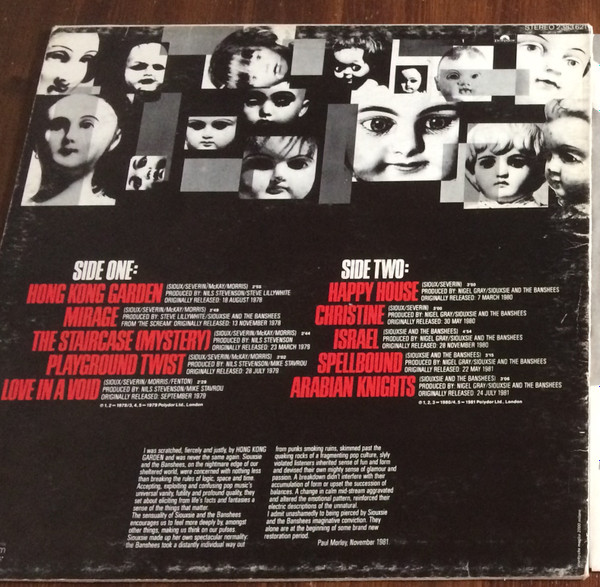 STEREO
SIDE ONE:
HONG KONG GARDEN (SIOUX/SEVERIN/McKAY/MORRIS)
PRODUCED BY: NILS STEVENSON/STEVE LILLYWHITE
ORIGINALLY RELEASED: 18 AUGUST 1978
MIRAGE (SIOUX/SEVERIN/McKAY/MORRIS)
PRODUCED BY: STEVE LILLYWHITE/SIOUXSIE AND THE BANSHEES
FROM 'THE SCREAM' ORIGINALLY RELEASED: 13 NOVEMBER 1978
THE STAIRCASE (MYSTERY) (SIOUX/SEVERIN/McKAY/MORRIS)
PRODUCED BY: NILS STEVENSON
ORIGINALLY RELEASED: 23 MARCH 1979
PLAYGROUND TWIST (SIOUX/SEVERIN/McKAY/MORRIS)
PRODUCED BY: NILS STEVENSON/MIKE STAVROU
ORIGINALLY RELEASED: 28 JULY 1979
LOVE IN A VOID (SIOUX/SEVERIN/MORRIS/FENTON)
PRODUCED BY: NILS STEVENSON/MIKE STAVROU
ORIGINALLY RELEASED: SEPTEMBER 1979
℗ 1, 2—1978/3, 4, 5—1979 Polydor Ltd., London
SIDE TWO:
HAPPY HOUSE (SIOUX/SEVERIN)
PRODUCED BY: NIGEL GRAY/SIOUXSIE AND THE BANSHEES
ORIGINALLY RELEASED: 7 MARCH 1980
CHRISTINE (SIOUX/SEVERIN)
PRODUCED BY: NIGEL GRAY/SIOUXSIE AND THE BANSHEES
ORIGINALLY RELEASED: 30 MAY 1980
ISRAEL (SIOUXSIE AND THE BANSHEES)
PRODUCED BY: NIGEL GRAY/SIOUXSIE AND THE BANSHEES
ORIGINALLY RELEASED: 28 NOVEMBER 1980
SPELLBOUND (SIOUXSIE AND THE BANSHEES)
PRODUCED BY: NIGEL GRAY/SIOUXSIE AND THE BANSHEES
ORIGINALLY RELEASED: 22 MAY 1981
ARABIAN KNIGHTS (SIOUXSIE AND THE BANSHEES)
PRODUCED BY: NIGEL GRAY/SIOUXSIE AND THE BANSHEES
ORIGINALLY RELEASED: 24 JULY 1981
℗ 1, 2, 3—1980/4, 5—1981 Polydor Ltd., London
I was scratched, fiercely and justly, by HONG KONG
GARDEN and was never the same again. Siouxsie
and the Banshees, on the nightmare edge of our
sheltered world, were concerned with nothing less
than breaking the rules of logic, space and time.
Accepting, exploiting and confusing pop music's
universal vanity, futility and profound quality, they
set about eliciting from life's facts and fantasies a
sense of the things that matter.
The sensuality of Siouxsie and the Banshees
encourages us to feel more deeply by, amongst
other things, making us think on our pulses.
Siouxsie made up her own spectacular normality:
the Banshees took a distantly individual way out
from punks smoking ruins, skimmed past the
quaking rocks of a fragmenting pop culture, slyly
violated listeners inherited sense of fun and form
and devised their own mighty sense of glamour and
passion. A breakdown didn't interfere with their
accumulation of form or upset the succession of
balances. A change in calm mid-stream aggravated
and altered the emotional pattern, reinforced their
electric desecrations of the unnatural.
I admit unashamedly to being pierced by Siouxsie
and the Banshees imaginative conviction. They
alone are at the beginning of some brand new
restoration period.
Paul Morley, November 1981